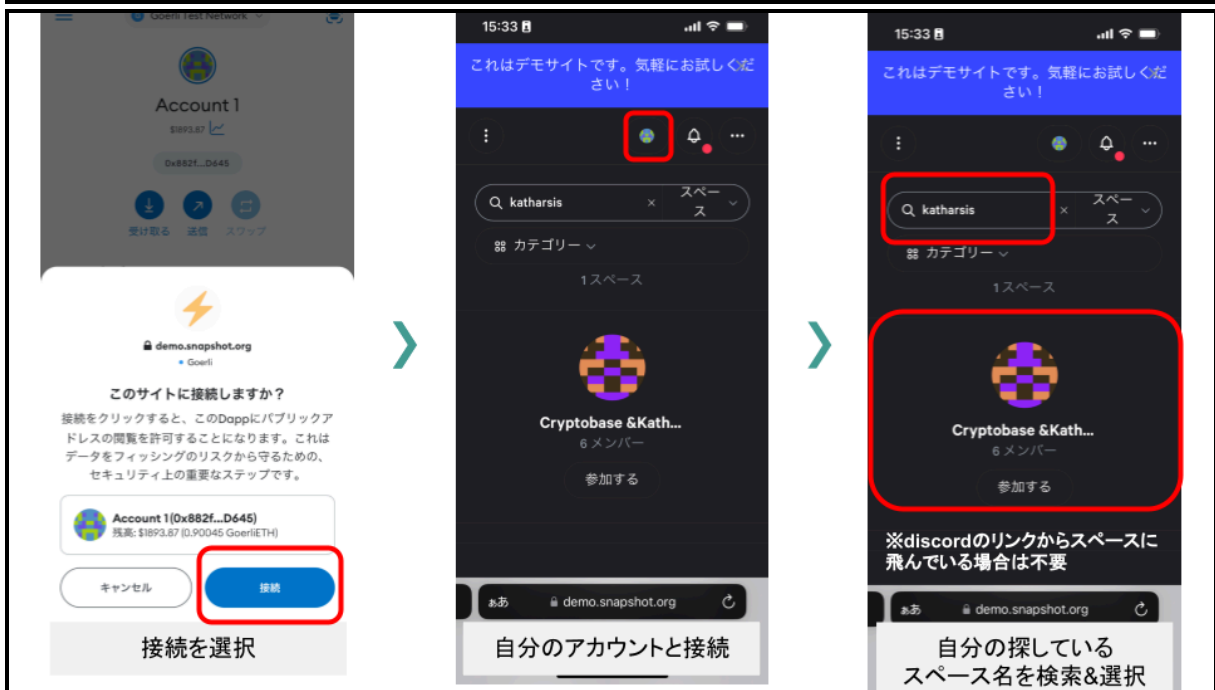 Goerli Test Network
Account 1
$1893.87
0x882f...D645
受け取る
送信
スワップ
demo.snapshot.org
Goerli
このサイトに接続しますか？
接続をクリックすると、このDappにパブリックア
ドレスの閲覧を許可することになります。これは
データをフィッシングのリスクから守るための、
セキュリティ上の重要なステップです。
Account 1(0x882f...D645)
残高: $1893.87 (0.90045 GoerliETH)
キャンセル
接続
接続を選択
15:33
これはデモサイトです。気軽にお試しくだ
さい！
katharsis
×
スペー
ス
カテゴリー
1スペース
Cryptobase &Kath...
6 メンバー
参加する
ぁあ
demo.snapshot.org
自分のアカウントと接続
15:33
これはデモサイトです。気軽にお試しくだ
さい！
katharsis
×
スペー
ス
カテゴリー
1スペース
Cryptobase &Kath...
6 メンバー
参加する
※discordのリンクからスペースに
飛んでいる場合は不要
ぁあ
demo.snapshot.org
自分の探している
スペース名を検索&選択